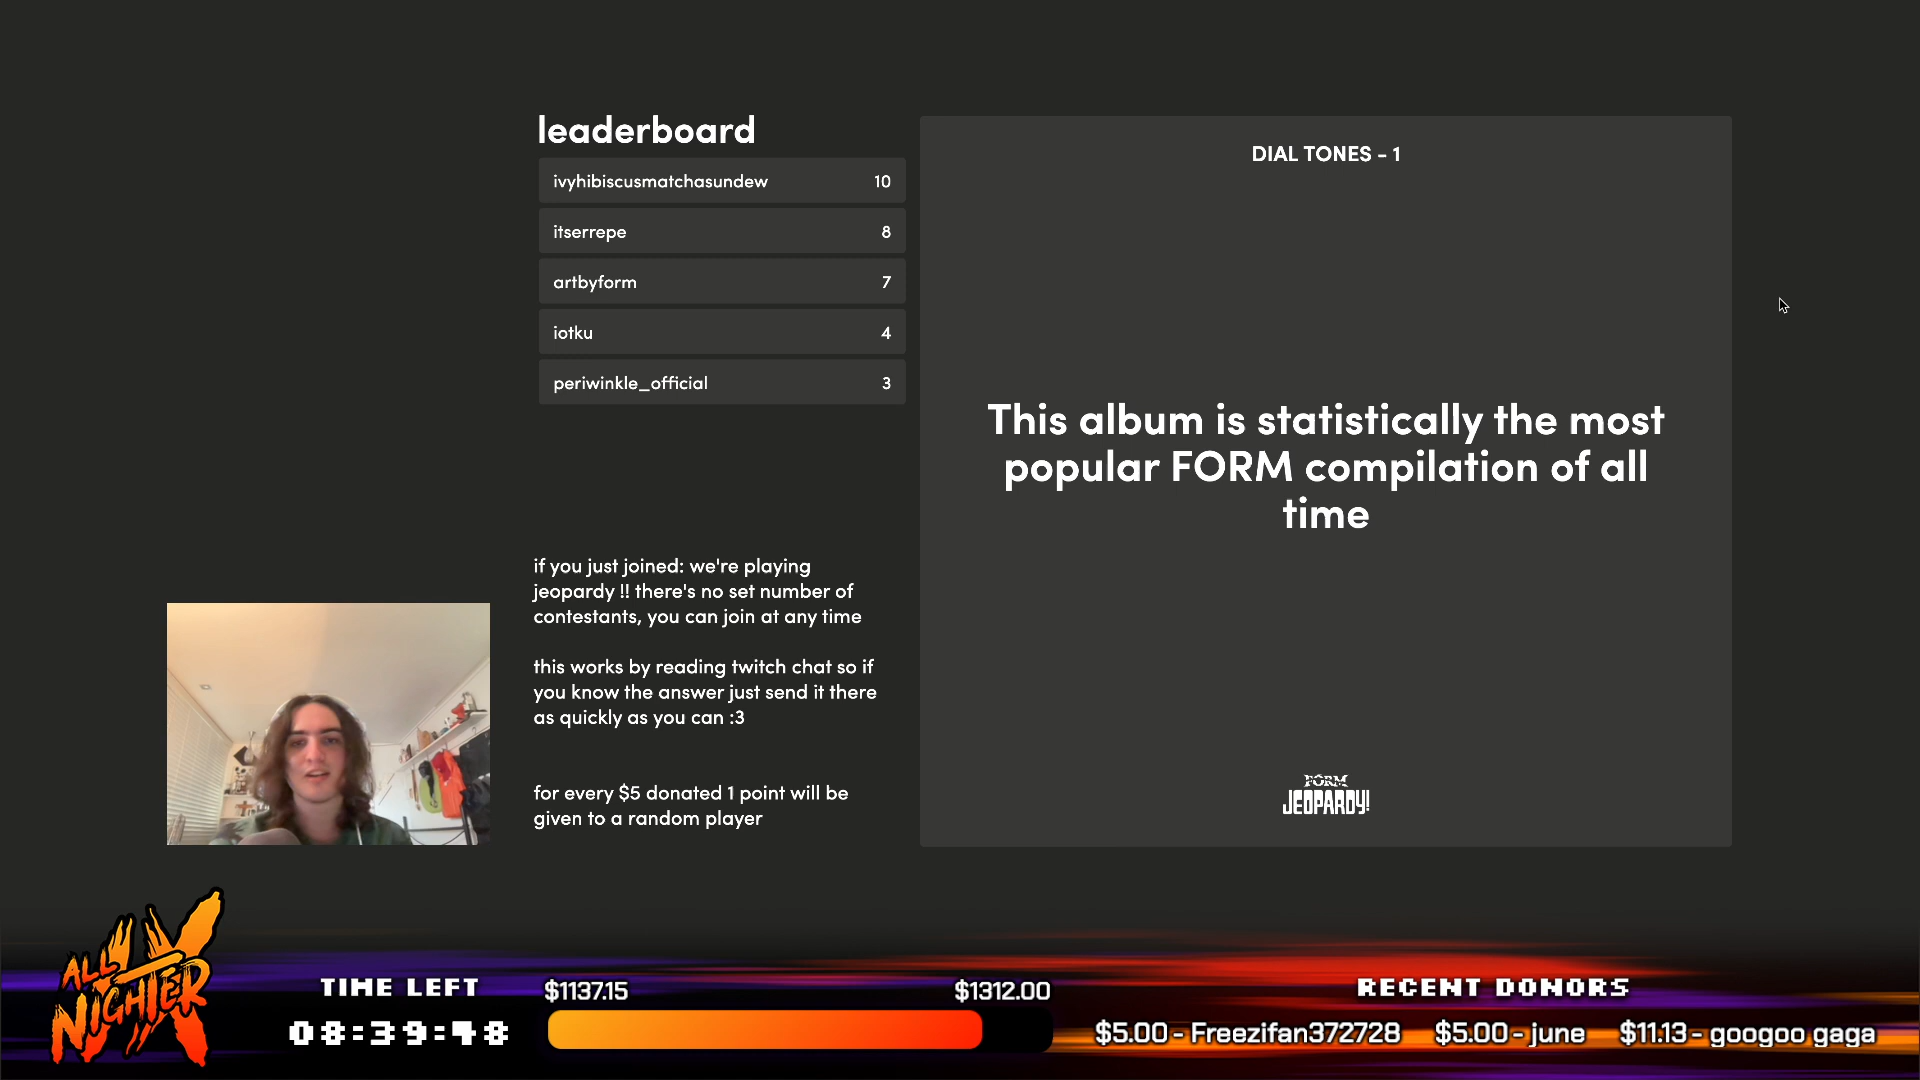 leaderboard
ivyhibiscusmatchasundew 10
itserrepe 8
artbyform 7
iotku 4
periwinkle_official 3
if you just joined: we're playing
jeopardy !! there's no set number of
contestants, you can join at any time
this works by reading twitch chat so if
you know the answer just send it there
as quickly as you can :3
for every $5 donated 1 point will be
given to a random player
DIAL TONES - 1
This album is statistically the most
popular FORM compilation of all
time
FORM
JEOPARDY!
ALL
NIGHTER
X
TIME LEFT
08:39:48
$1137.15 $1312.00
RECENT DONORS
$5.00 - Freezifan372728 $5.00 - june $11.13 - googoo gaga